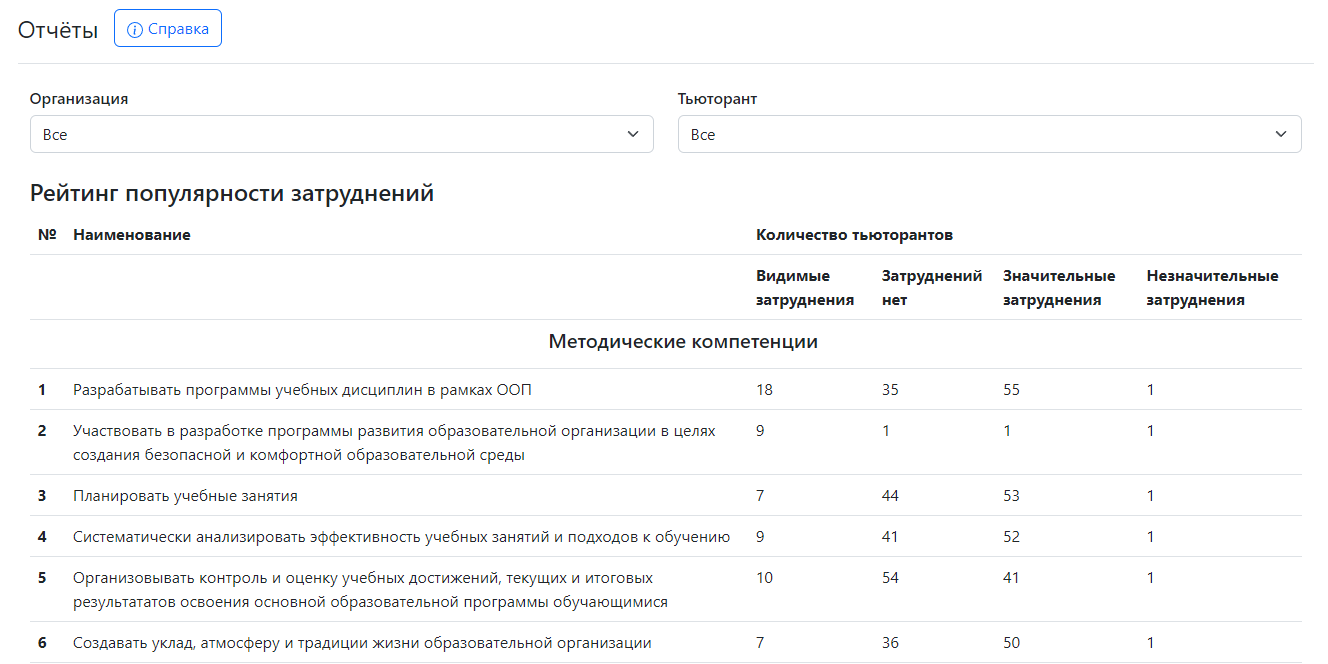 Отчёты Справка
Организация Тьюторант
Все Все
Рейтинг популярности затруднений
№ Наименование Количество тьюторантов
Видимые Затруднений Значительные Незначительные
затруднения нет затруднения затруднения
Методические компетенции
1 Разрабатывать программы учебных дисциплин в рамках ООП 18 35 55 1
2 Участвовать в разработке программы развития образовательной организации в целях 9 1 1 1
создания безопасной и комфортной образовательной среды
3 Планировать учебные занятия 7 44 53 1
4 Систематически анализировать эффективность учебных занятий и подходов к обучению 9 41 52 1
5 Организовывать контроль и оценку учебных достижений, текущих и итоговых 10 54 41 1
результататов освоения основной образовательной программы обучающимися
6 Создавать уклад, атмосферу и традиции жизни образовательной организации 7 36 50 1